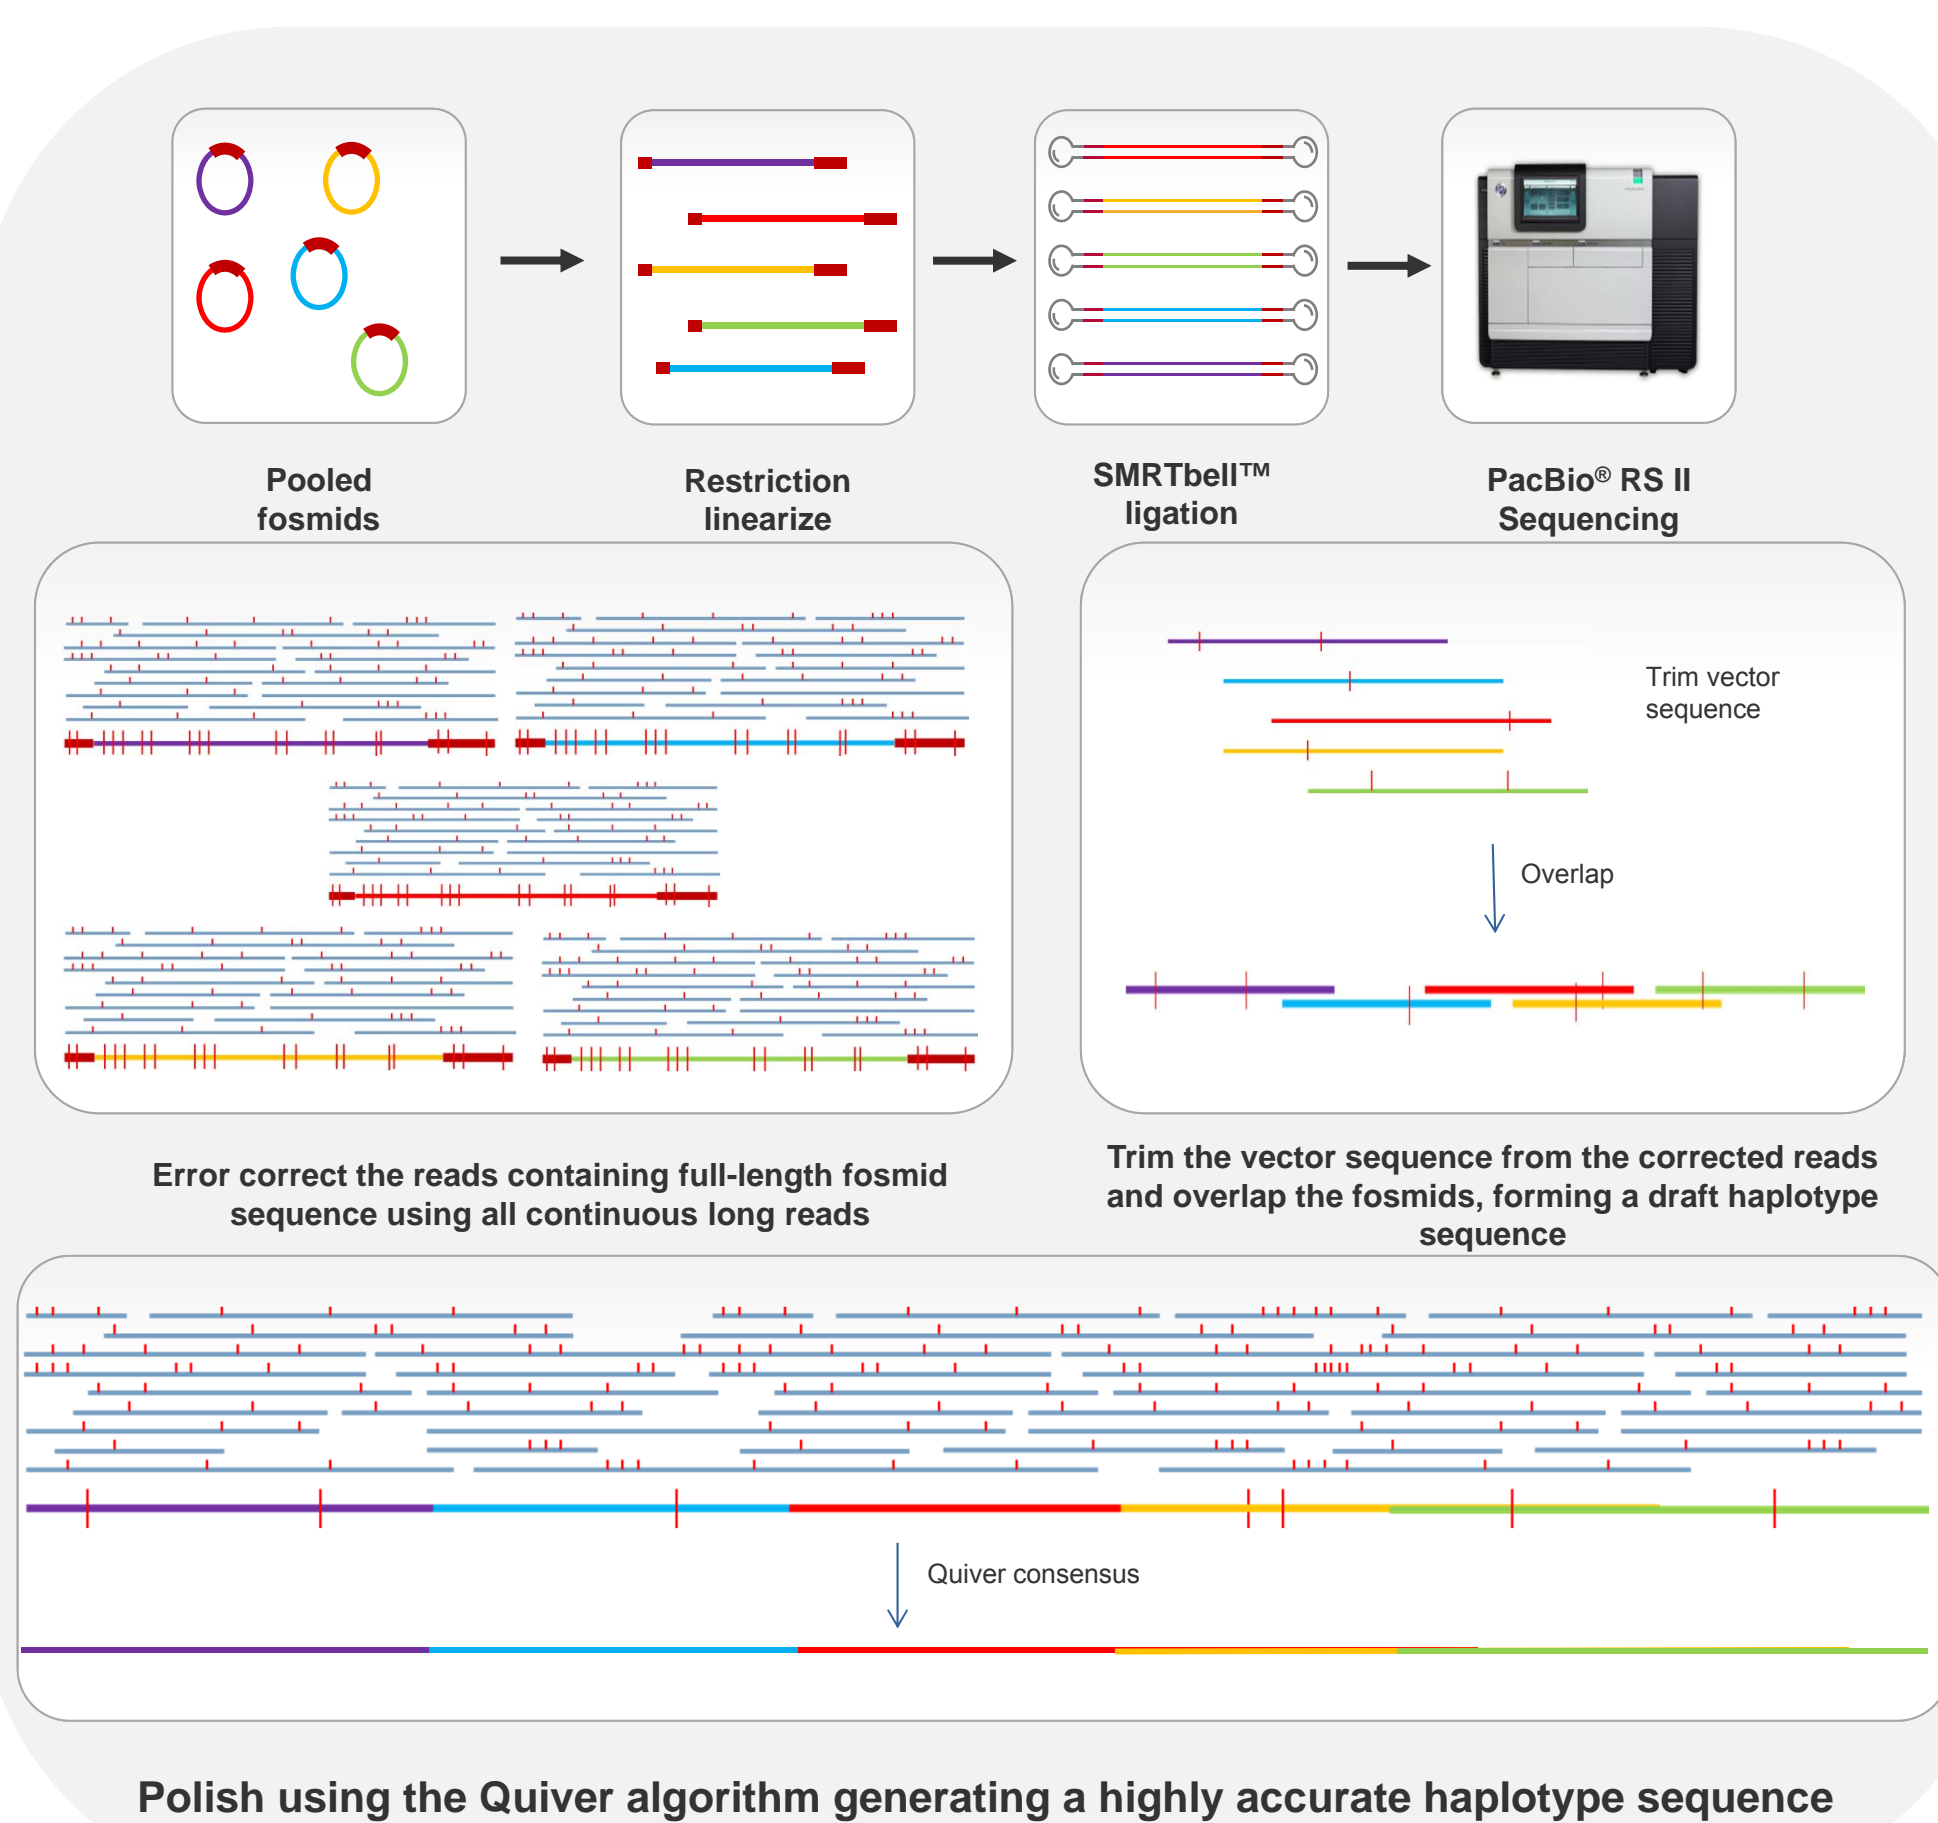 Pooled
fosmids
Restriction
linearize
SMRTbell™
ligation
PacBio® RS II
Sequencing
Trim vector
sequence
Overlap
Error correct the reads containing full-length fosmid
sequence using all continuous long reads
Trim the vector sequence from the corrected reads
and overlap the fosmids, forming a draft haplotype
sequence
Quiver consensus
Polish using the Quiver algorithm generating a highly accurate haplotype sequence